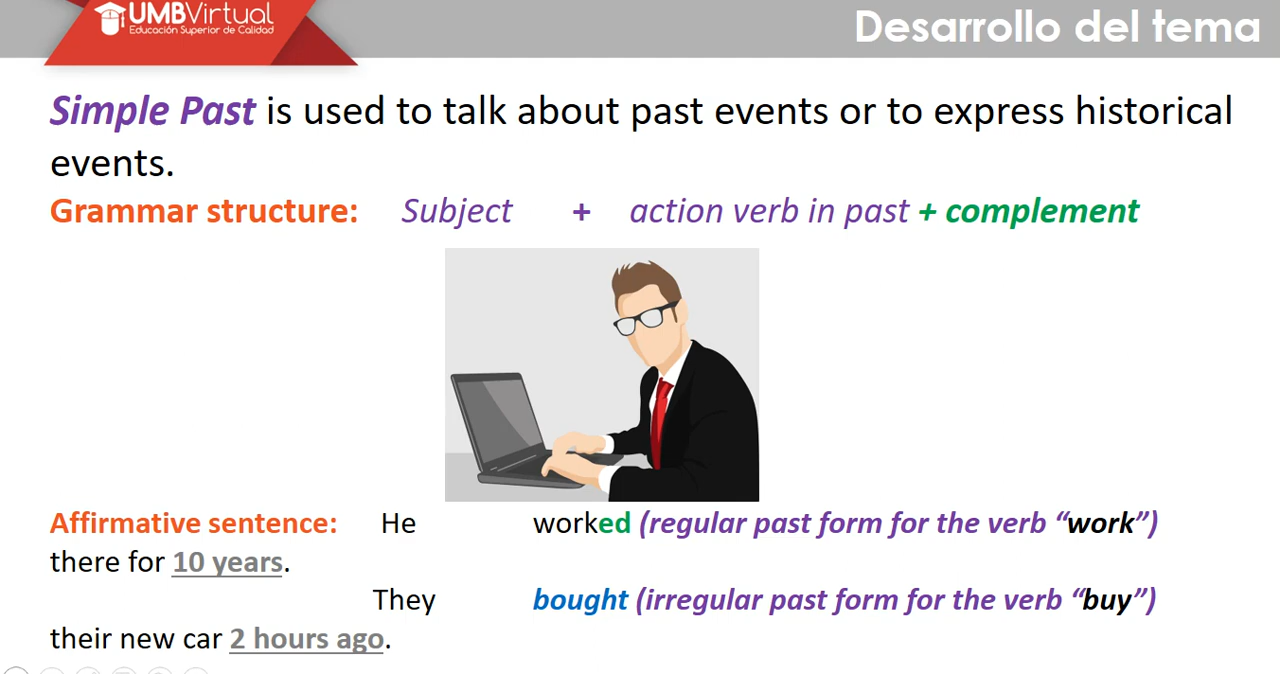 UMBVirtual
Educación Superior de Calidad
Desarrollo del tema
Simple Past is used to talk about past events or to express historical
events.
Grammar structure: Subject + action verb in past + complement
Affirmative sentence: He worked (regular past form for the verb “work”)
there for 10 years.
They bought (irregular past form for the verb “buy”)
their new car 2 hours ago.